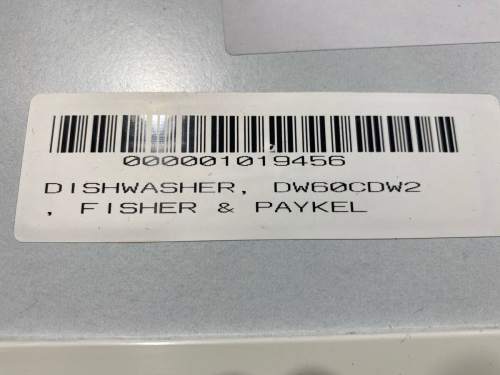 000001019456
DISHWASHER, DW60CDW2
, FISHER & PAYKEL